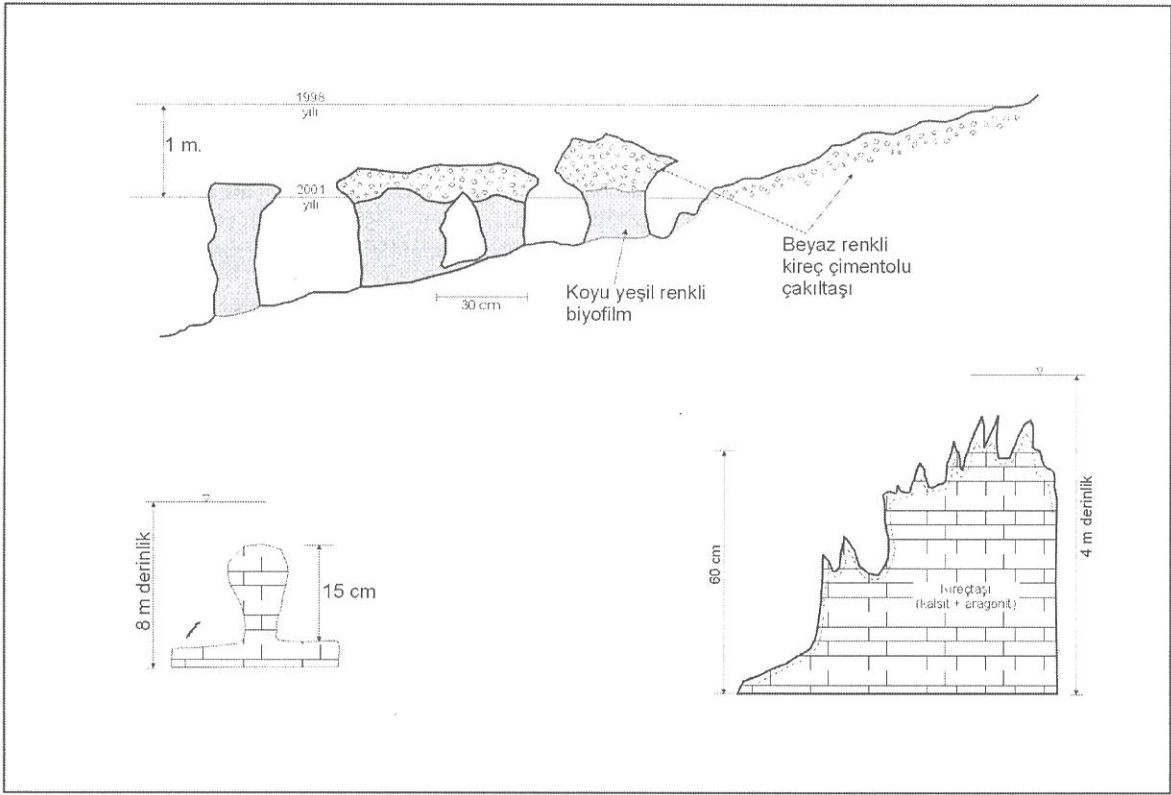 1998
yılı
1 m.
2001
yılı
Beyaz renkli
kireç çimentolu
çakıltaşı
Koyu yeşil renkli
biyofilm
30 cm
8 m derinlik
15 cm
60 cm
4 m derinlik
kireçtaşı
(kalsit + aragonit)